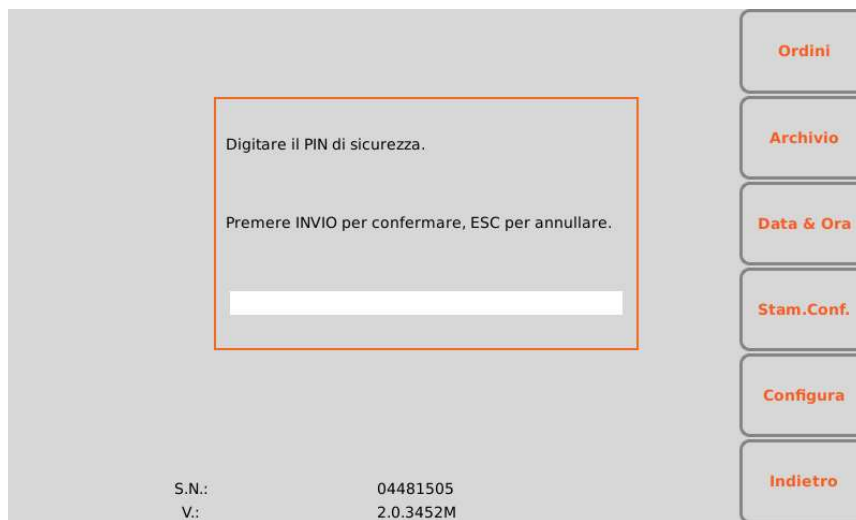 Ordini
Digitare il PIN di sicurezza.
Archivio
Premere INVIO per confermare, ESC per annullare.
Data & Ora
Stam.Conf.
Configura
Indietro
S.N.: 04481505
V.: 2.0.3452M